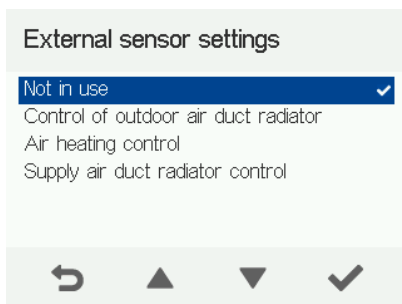 External sensor settings
Not in use
Control of outdoor air duct radiator
Air heating control
Supply air duct radiator control